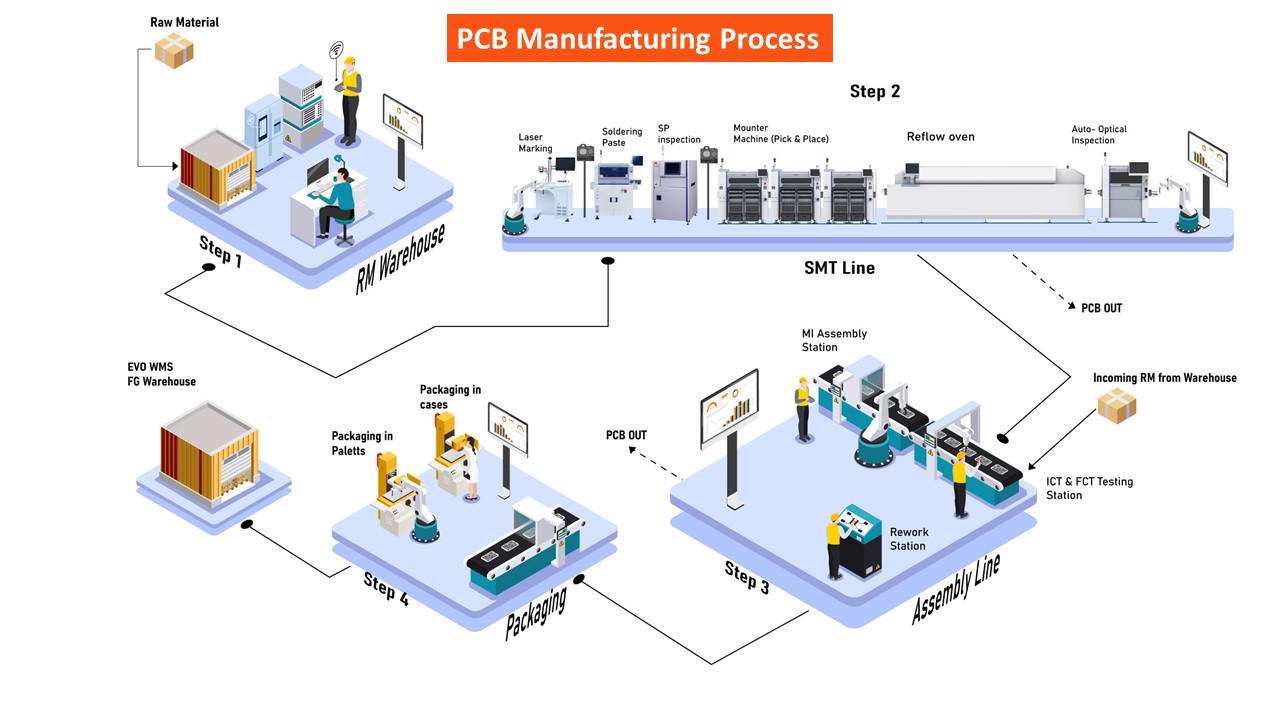 Raw Material
PCB Manufacturing Process
Step 2
Laser
Marking
Soldering
Paste
SP
inspection
Mounter
Machine (Pick & Place)
Reflow oven
Auto- Optical
Inspection
Step 1
RM Warehouse
SMT Line
PCB OUT
EVO WMS
FG Warehouse
Packaging in
cases
Packaging in
Paletts
Step 4
Packaging
MI Assembly
Station
Incoming RM from Warehouse
PCB OUT
ICT & FCT Testing
Station
Rework
Station
Step 3
Assembly Line